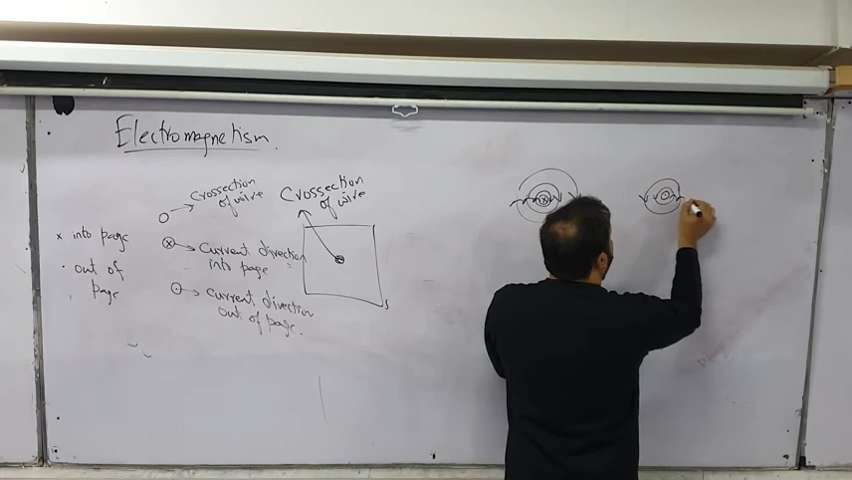 Electromagnetism.
Crossection
of wire
Crossection
of wire
x into page
. out of
page
Current direction
into page
Current direction
out of page.